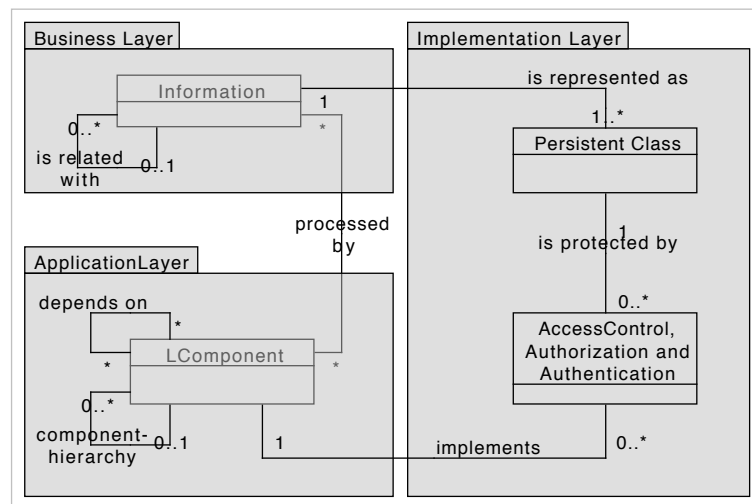 Business Layer
Information
1
*
0..*
is related
with
0..1
Implementation Layer
is represented as
1..*
Persistent Class
1
is protected by
0..*
AccessControl,
Authorization and
Authentication
0..*
processed
by
ApplicationLayer
depends on
*
*
LComponent
*
0..*
component-
hierarchy
0..1
1
implements